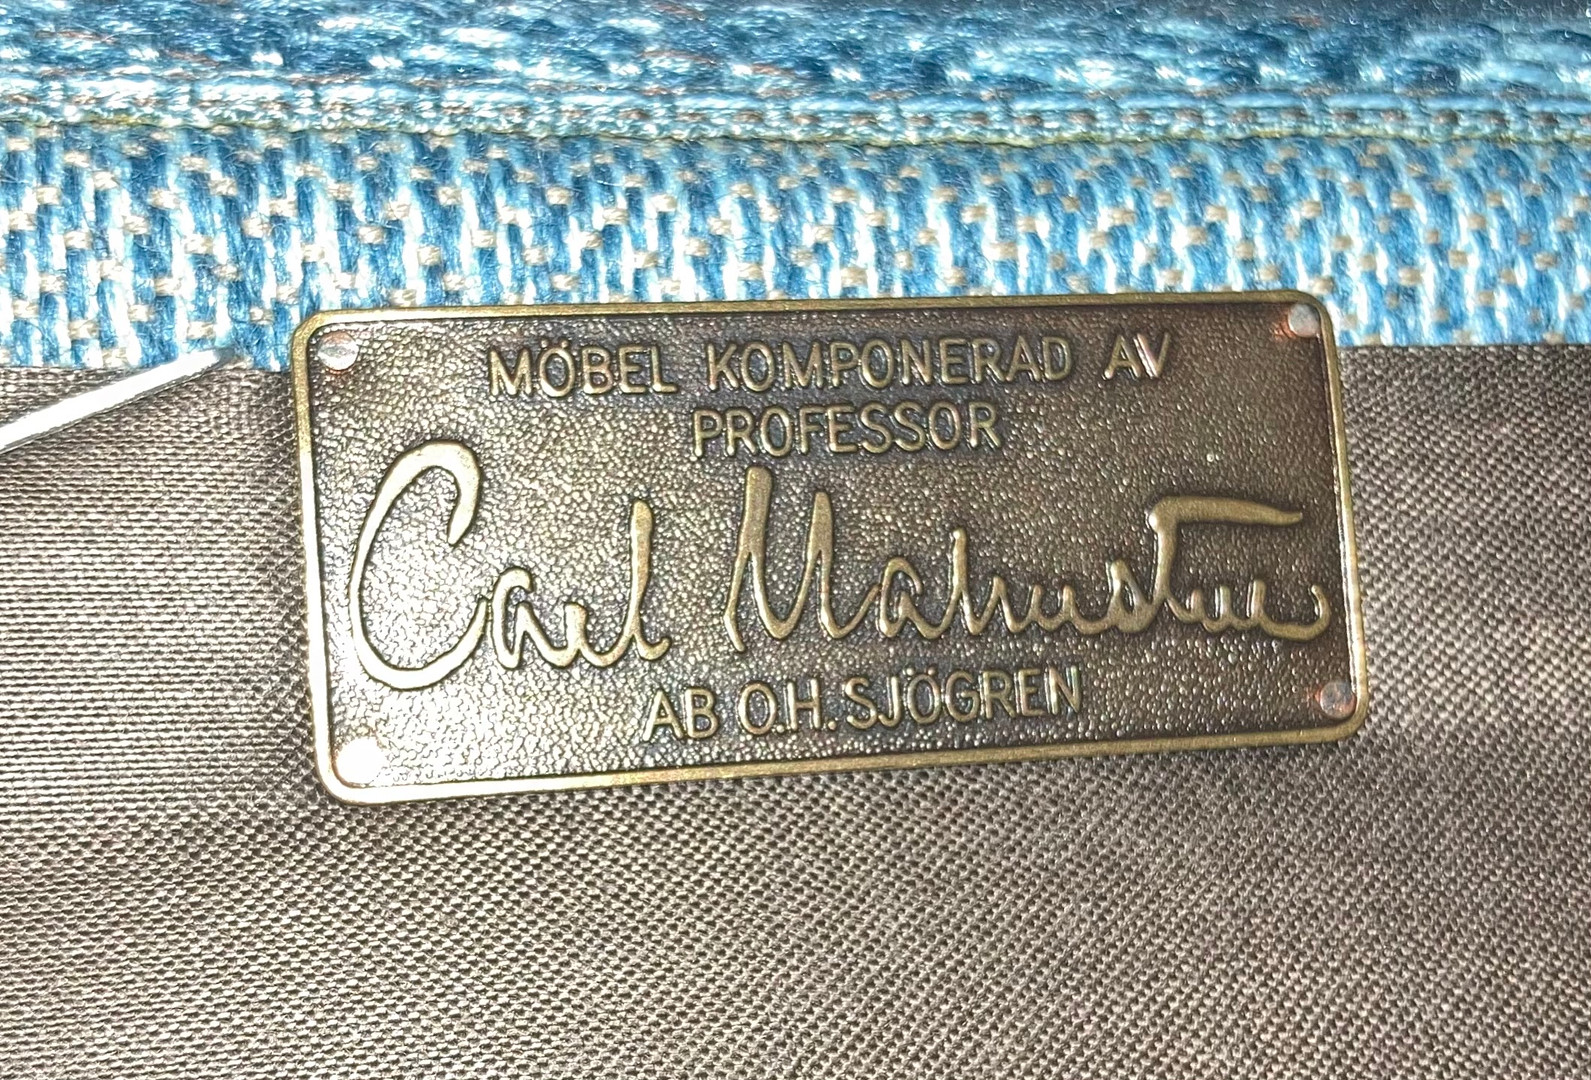 MÖBEL KOMPONERAD AV
PROFESSOR
Carl Malmsten
AB O.H. SJÖGREN